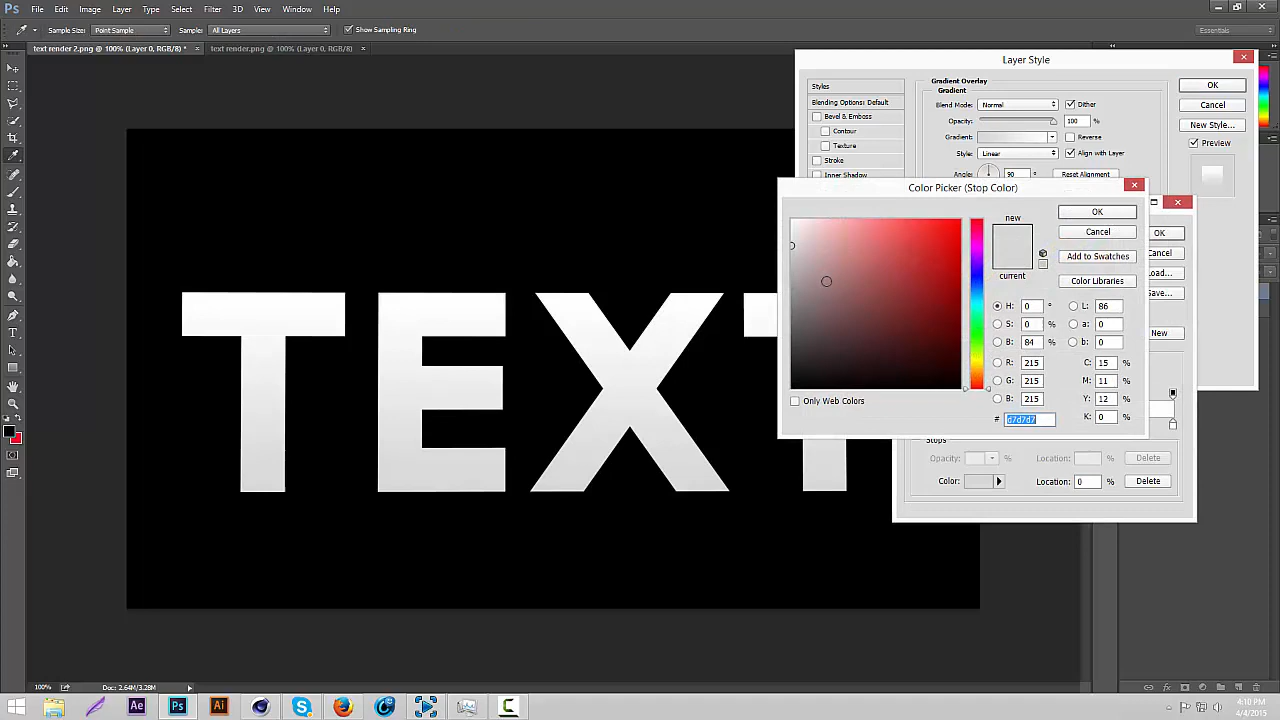 Ps File Edit Image Layer Type Select Filter 3D View Window Help
Sample Size: Point Sample Sample: All Layers Show Sampling Ring Essentials
text render 2.png @ 100% (Layer 0, RGB/8) * × text render.png @ 100% (Layer 0, RGB/8) ×
Layer Style
Styles
Blending Options: Default
Bevel & Emboss
Contour
Texture
Stroke
Inner Shadow
Gradient Overlay
Gradient
Blend Mode: Normal Dither
Opacity: 100 %
Gradient: Reverse
Style: Linear Align with Layer
Angle: 90 ° Reset Alignment
OK
Cancel
New Style...
Preview
Color Picker (Stop Color)
new
current
OK
Cancel
Add to Swatches
Color Libraries
H: 0 ° L: 86
S: 0 % a: 0
B: 84 % b: 0
R: 215 C: 15 %
G: 215 M: 11 %
B: 215 Y: 12 %
# d7d7d7 K: 0 %
Only Web Colors
OK
Cancel
Load...
Save...
New
Stops
Opacity: % Location: % Delete
Color: Location: 0 % Delete
TEXT
100% Doc: 2.64M/3.28M
Ae Ps Ai
4:10 PM
4/4/2015